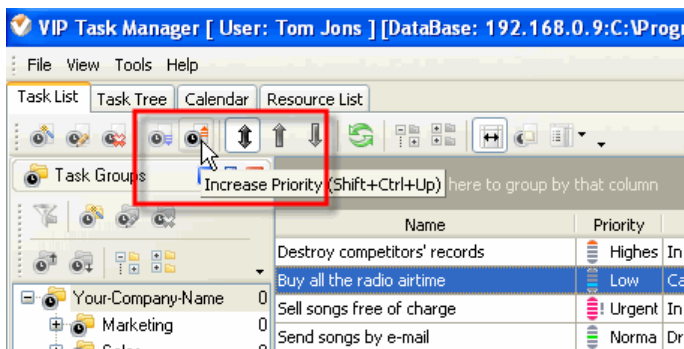 VIP Task Manager [ User: Tom Jons ] [DataBase: 192.168.0.9:C:\Progr
File View Tools Help
Task List Task Tree Calendar Resource List
Task Groups
Increase Priority (Shift+Ctrl+Up) here to group by that column
Name Priority
Destroy competitors' records Highes In
Buy all the radio airtime Low Ca
Sell songs free of charge Urgent In
Send songs by e-mail Norma Dr
Your-Company-Name 0
Marketing 0